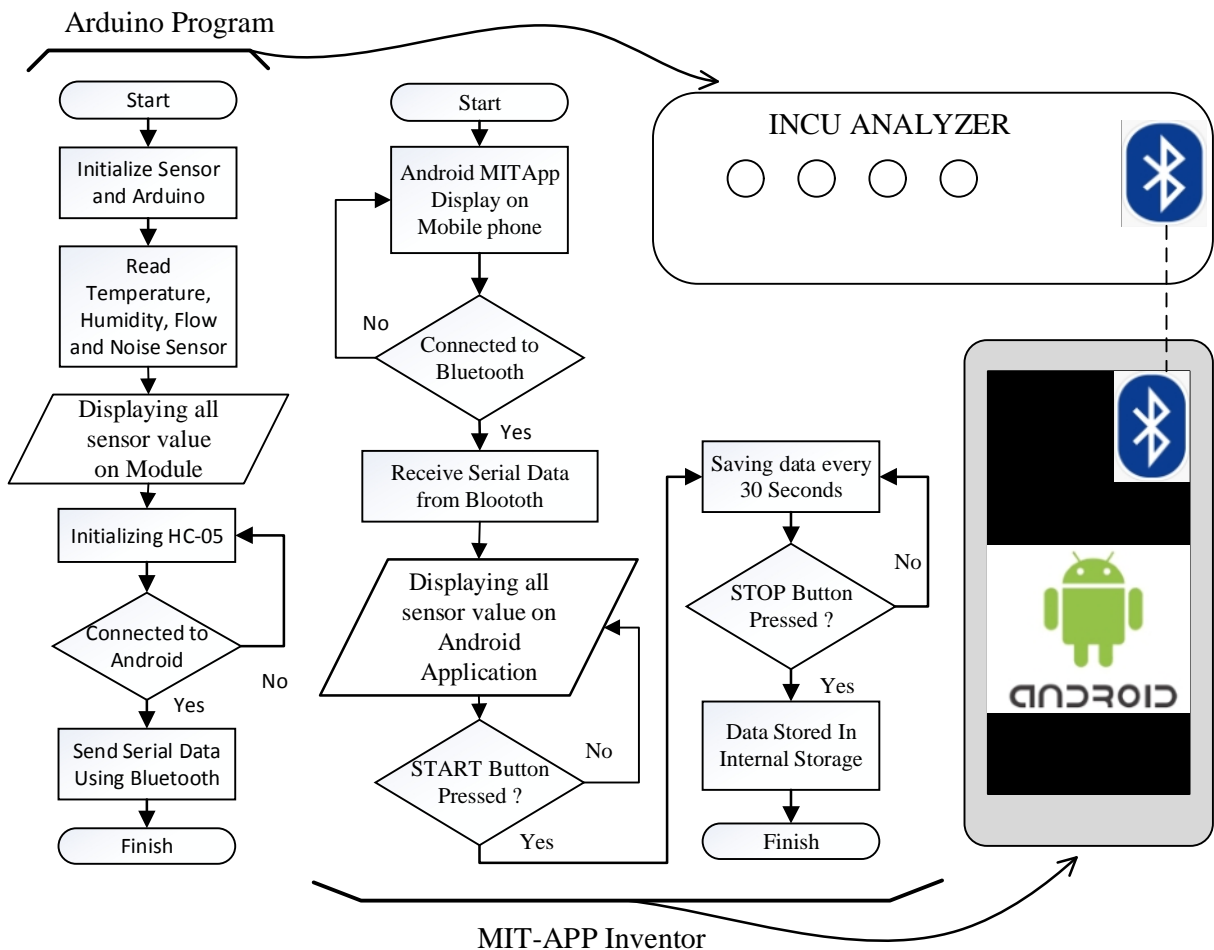 Arduino Program
Start
Initialize Sensor
and Arduino
Read
Temperature,
Humidity, Flow
and Noise Sensor
Displaying all
sensor value
on Module
Initializing HC-05
Connected to
Android
No
Yes
Send Serial Data
Using Bluetooth
Finish
Start
Android MITApp
Display on
Mobile phone
No
Connected to
Bluetooth
Yes
Receive Serial Data
from Bloototh
Displaying all
sensor value on
Android
Application
No
START Button
Pressed ?
Yes
Saving data every
30 Seconds
No
STOP Button
Pressed ?
Yes
Data Stored In
Internal Storage
Finish
MIT-APP Inventor
INCU ANALYZER
ANDROID